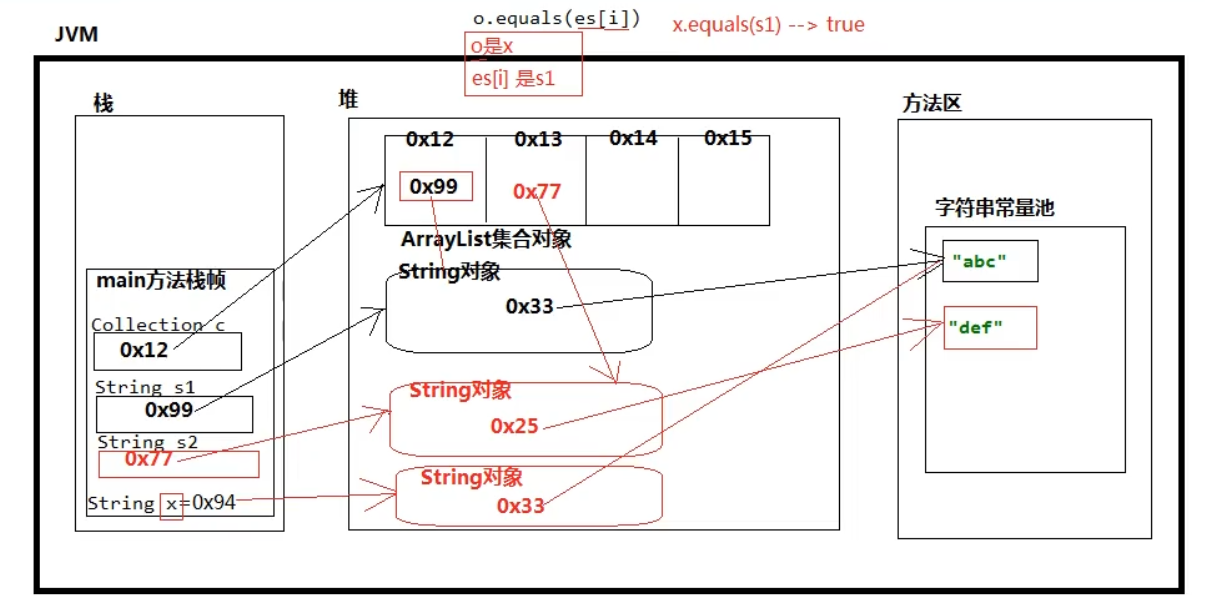 o.equals(es[i])
x.equals(s1) --> true
JVM
o是x
es[i] 是s1
栈
堆
方法区
0x12
0x13
0x14
0x15
0x99
0x77
字符串常量池
ArrayList集合对象
String对象
"abc"
main方法栈帧
0x33
Collection c
"def"
0x12
String s1
String对象
0x99
0x25
String s2
0x77
String对象
String x=0x94
0x33